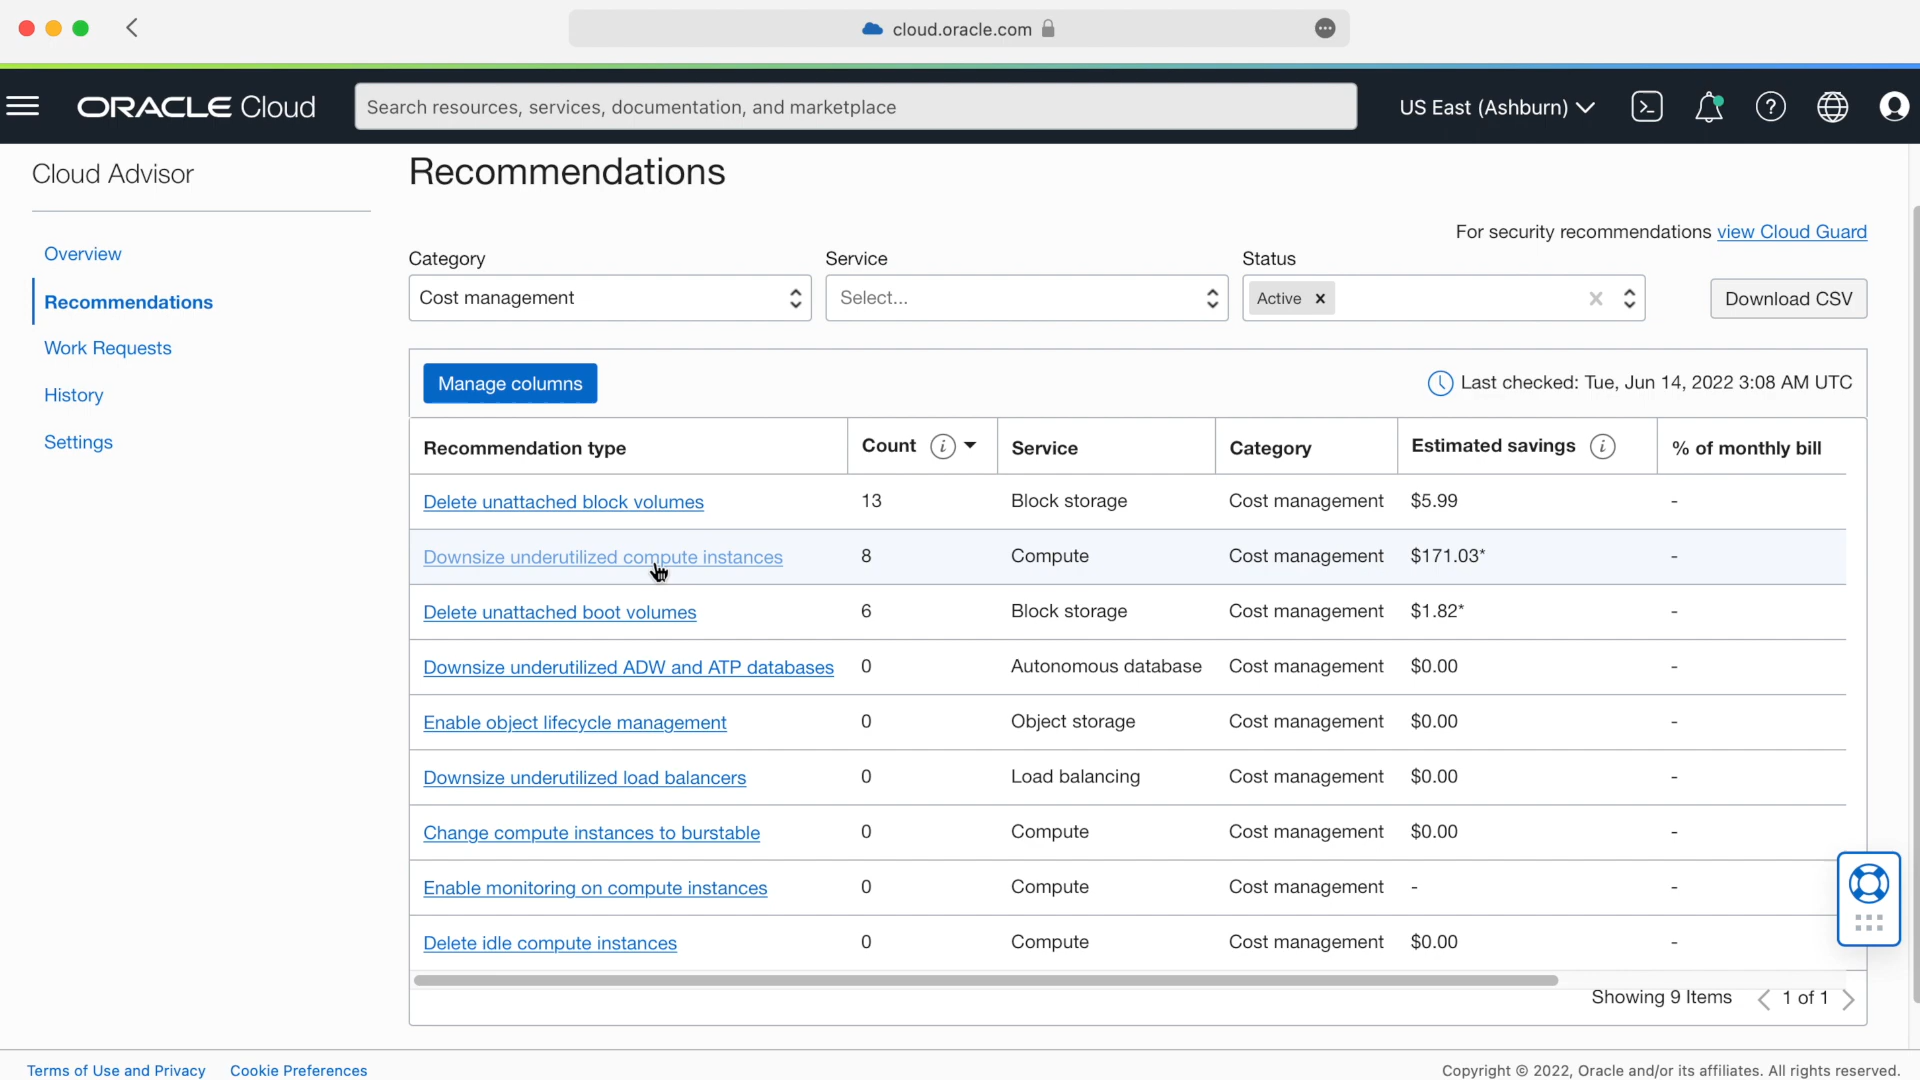 cloud.oracle.com
ORACLE Cloud
Search resources, services, documentation, and marketplace
US East (Ashburn)
Cloud Advisor
Overview
Recommendations
Work Requests
History
Settings
Recommendations
For security recommendations view Cloud Guard
Category
Service
Status
Cost management
Select...
Active
Download CSV
Manage columns
Last checked: Tue, Jun 14, 2022 3:08 AM UTC
Recommendation type Count Service Category Estimated savings % of monthly bill
Delete unattached block volumes 13 Block storage Cost management $5.99 -
Downsize underutilized compute instances 8 Compute Cost management $171.03* -
Delete unattached boot volumes 6 Block storage Cost management $1.82* -
Downsize underutilized ADW and ATP databases 0 Autonomous database Cost management $0.00 -
Enable object lifecycle management 0 Object storage Cost management $0.00 -
Downsize underutilized load balancers 0 Load balancing Cost management $0.00 -
Change compute instances to burstable 0 Compute Cost management $0.00 -
Enable monitoring on compute instances 0 Compute Cost management - -
Delete idle compute instances 0 Compute Cost management $0.00 -
Showing 9 Items 1 of 1
Terms of Use and Privacy Cookie Preferences
Copyright © 2022, Oracle and/or its affiliates. All rights reserved.